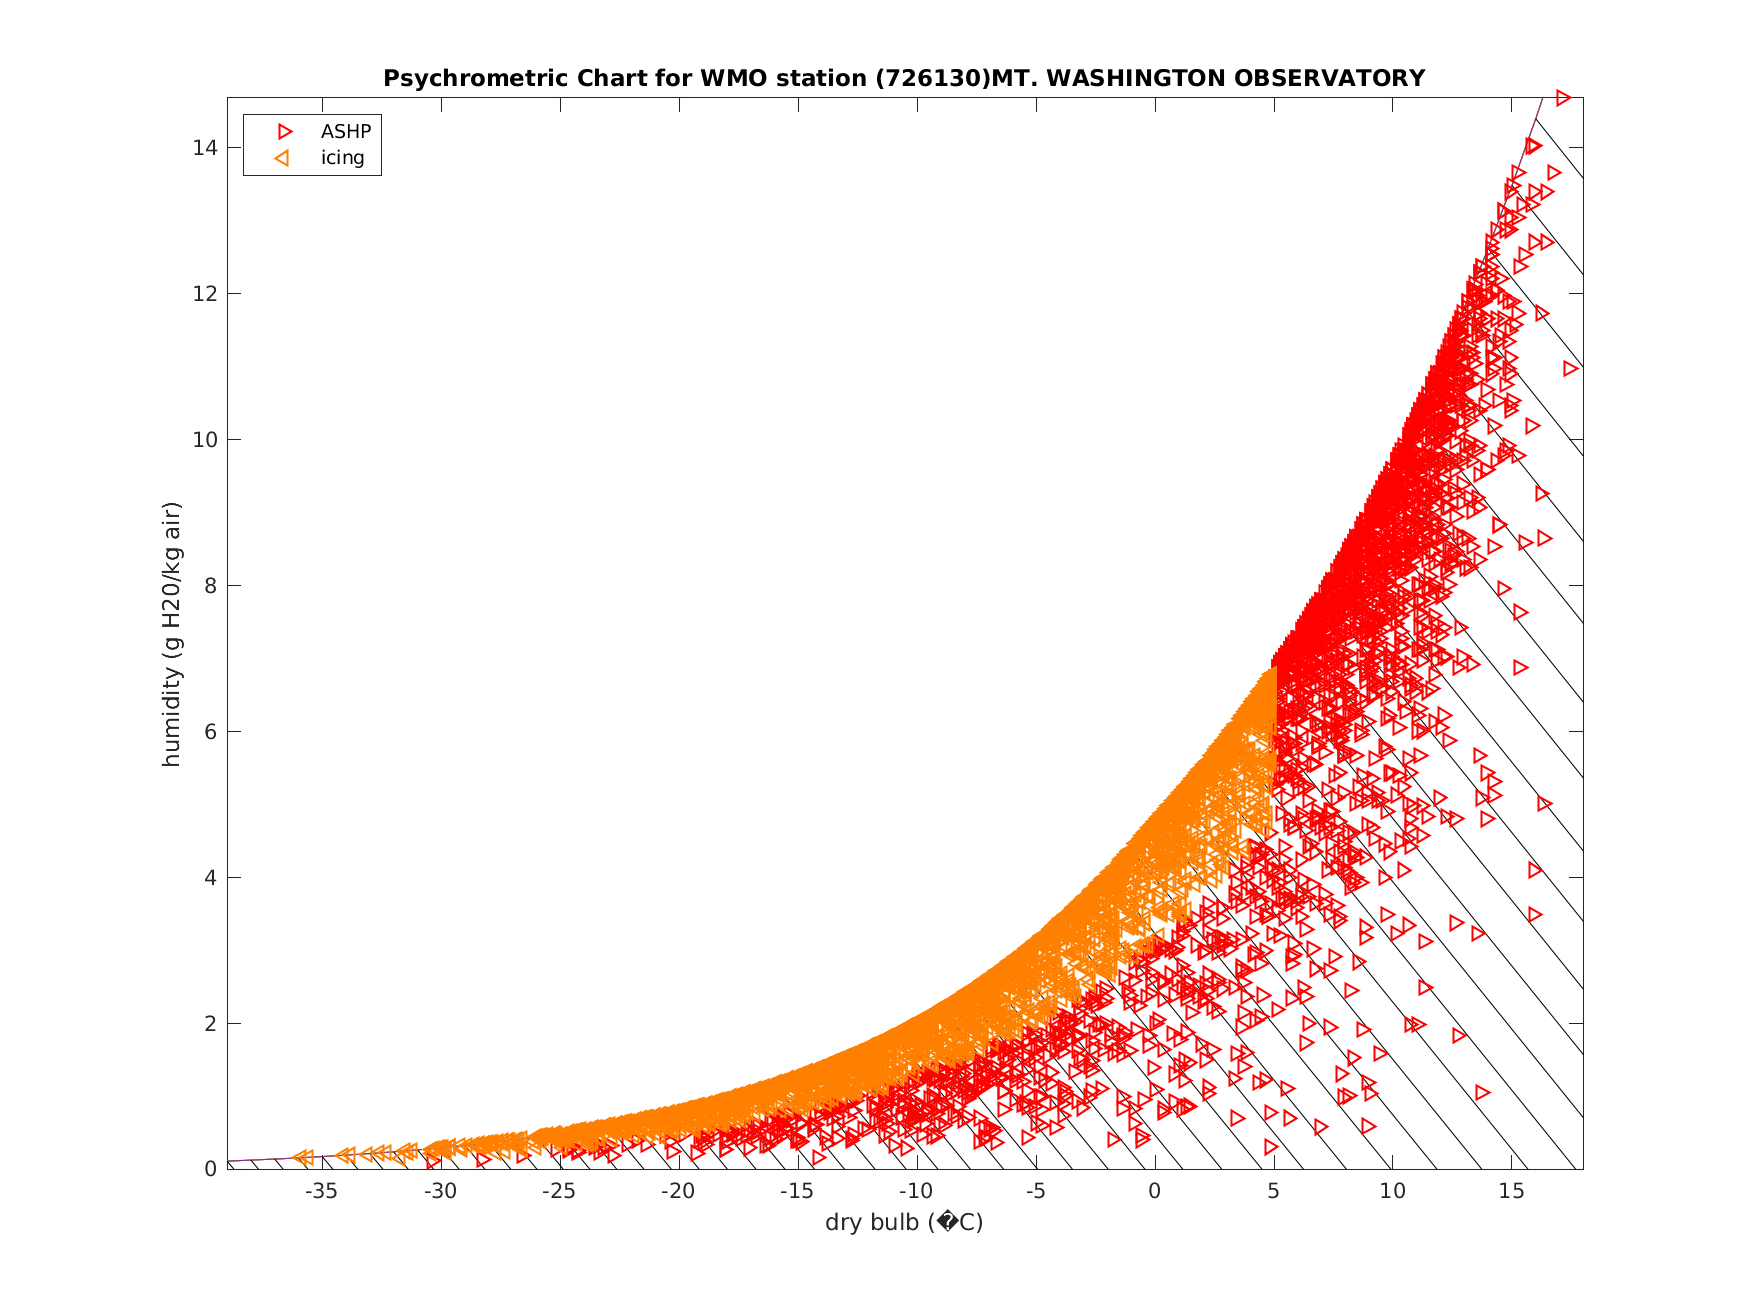 Psychrometric Chart for WMO station (726130)MT. WASHINGTON OBSERVATORY
ASHP
icing
humidity (g H20/kg air)
14
12
10
8
6
4
2
0
-35 -30 -25 -20 -15 -10 -5 0 5 10 15
dry bulb (�C)